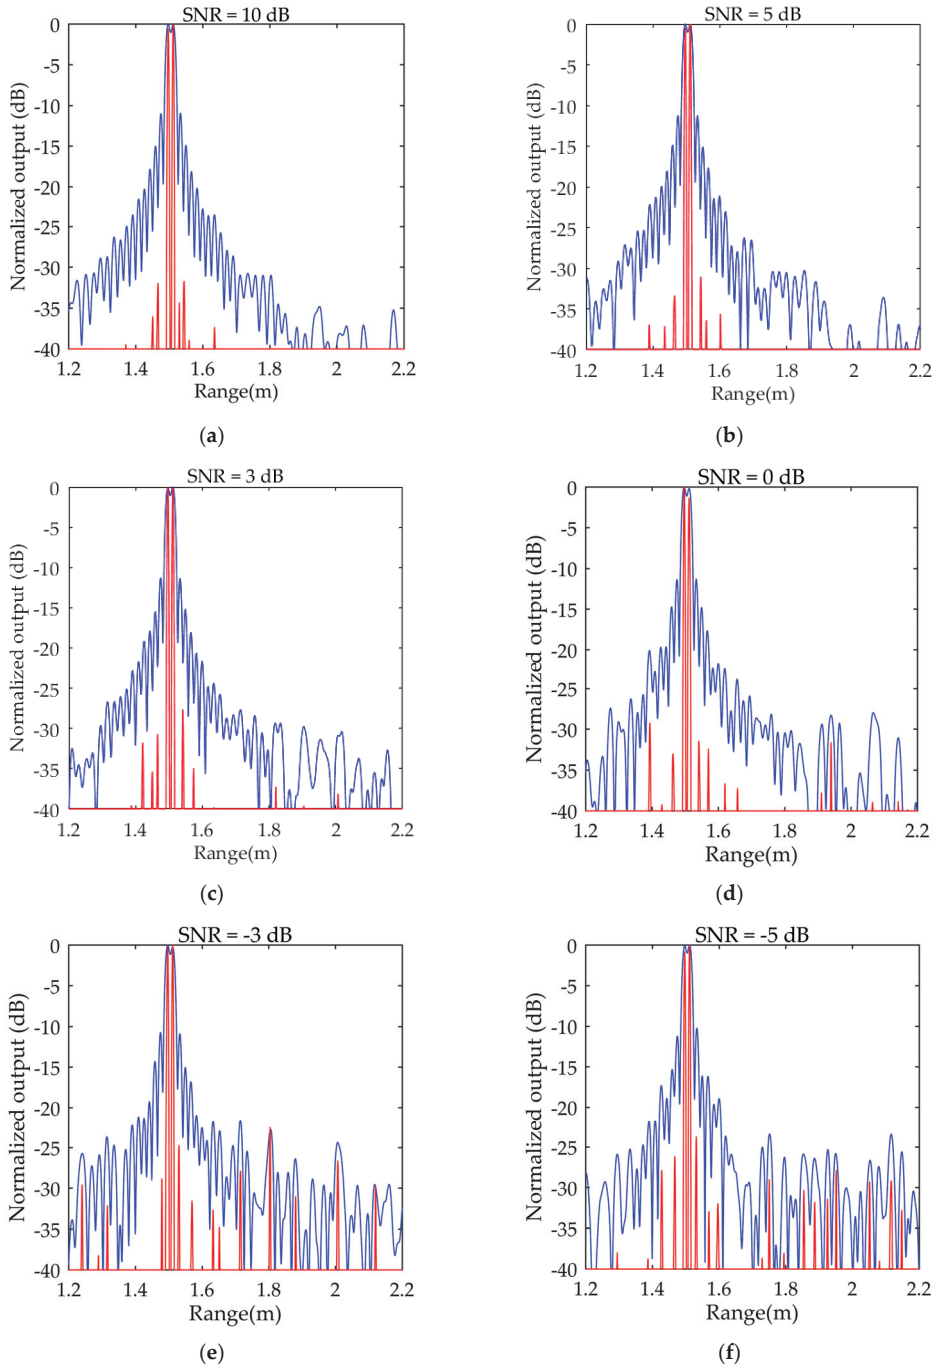 SNR = 10 dB
Normalized output (dB)
0
-5
-10
-15
-20
-25
-30
-35
-40
1.2 1.4 1.6 1.8 2 2.2
Range(m)
(a)
SNR = 5 dB
Normalized output (dB)
0
-5
-10
-15
-20
-25
-30
-35
-40
1.2 1.4 1.6 1.8 2 2.2
Range(m)
(b)
SNR = 3 dB
Normalized output (dB)
0
-5
-10
-15
-20
-25
-30
-35
-40
1.2 1.4 1.6 1.8 2 2.2
Range(m)
(c)
SNR = 0 dB
Normalized output (dB)
0
-5
-10
-15
-20
-25
-30
-35
-40
1.2 1.4 1.6 1.8 2 2.2
Range(m)
(d)
SNR = -3 dB
Normalized output (dB)
0
-5
-10
-15
-20
-25
-30
-35
-40
1.2 1.4 1.6 1.8 2 2.2
Range(m)
(e)
SNR = -5 dB
Normalized output (dB)
0
-5
-10
-15
-20
-25
-30
-35
-40
1.2 1.4 1.6 1.8 2 2.2
Range(m)
(f)